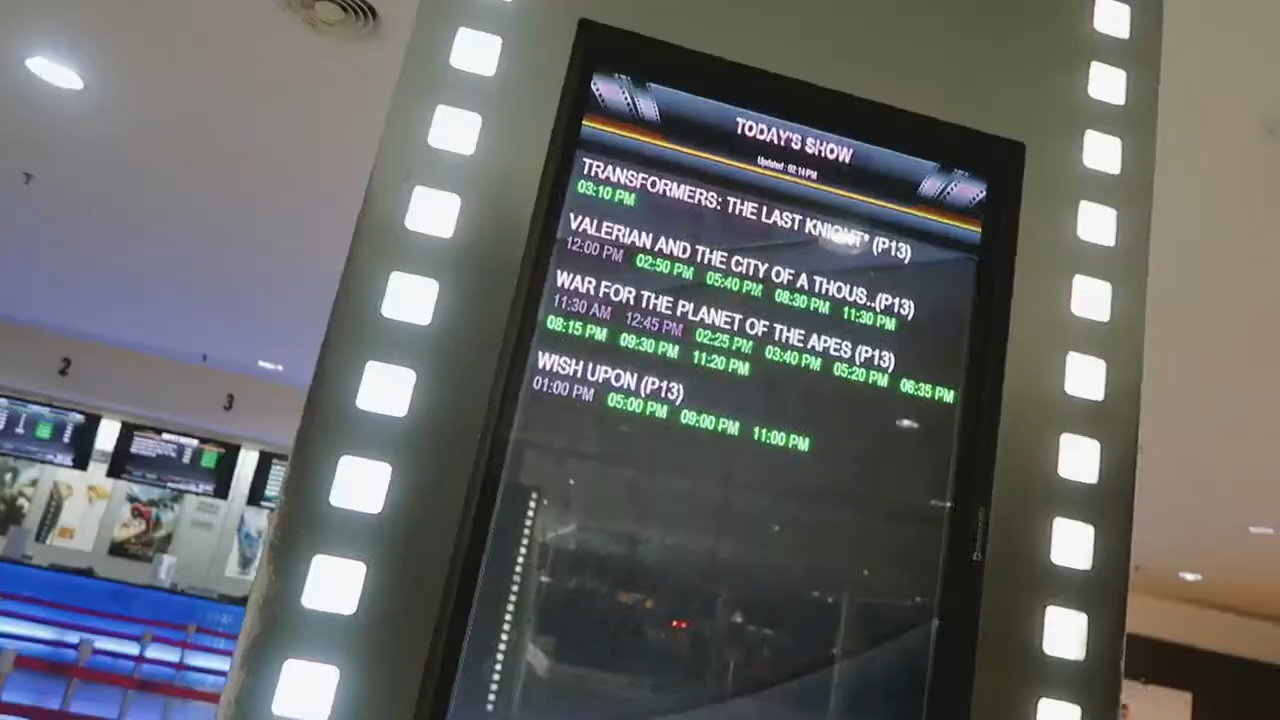 TODAY'S SHOW
Updated : 02:14 PM
TRANSFORMERS: THE LAST KNIGHT* (P13)
03:10 PM
VALERIAN AND THE CITY OF A THOUS..(P13)
12:00 PM 02:50 PM 05:40 PM 08:30 PM 11:30 PM
WAR FOR THE PLANET OF THE APES (P13)
11:30 AM 12:45 PM 02:25 PM 03:40 PM 05:20 PM 06:35 PM
08:15 PM 09:30 PM 11:20 PM
WISH UPON (P13)
01:00 PM 05:00 PM 09:00 PM 11:00 PM
2
3